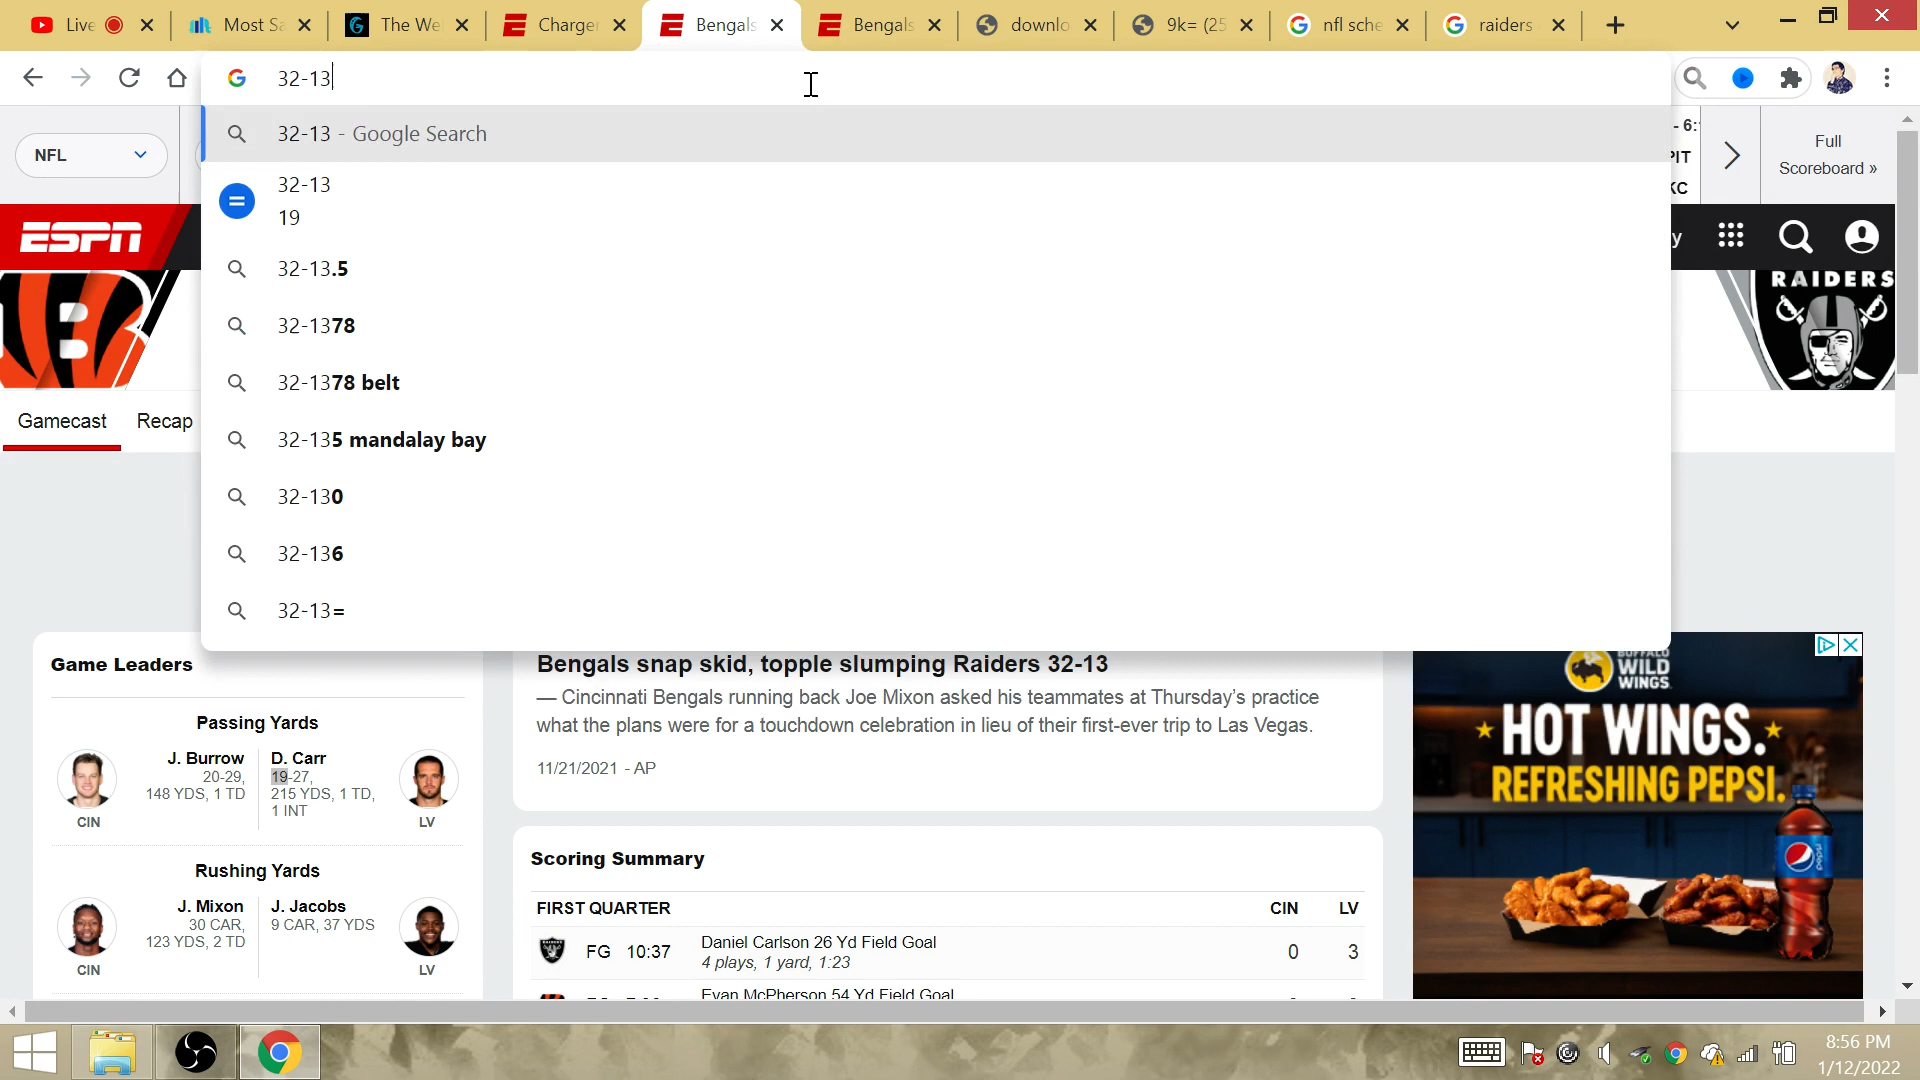 Live
Most Sa
The We
Charge
Bengals
Bengals
downlo
9k= (25
nfl sche
raiders
32-13
32-13 - Google Search
32-13
19
32-13.5
32-1378
32-1378 belt
32-135 mandalay bay
32-130
32-136
32-13=
NFL
- 6:
PIT
KC
Full
Scoreboard »
ESPN
y
RAIDERS
Gamecast Recap
Game Leaders
Passing Yards
J. Burrow
20-29,
148 YDS, 1 TD
D. Carr
19-27,
215 YDS, 1 TD,
1 INT
CIN
LV
Rushing Yards
J. Mixon
30 CAR,
123 YDS, 2 TD
J. Jacobs
9 CAR, 37 YDS
CIN
LV
Bengals snap skid, topple slumping Raiders 32-13
— Cincinnati Bengals running back Joe Mixon asked his teammates at Thursday's practice
what the plans were for a touchdown celebration in lieu of their first-ever trip to Las Vegas.
11/21/2021 - AP
Scoring Summary
FIRST QUARTER CIN LV
FG 10:37 Daniel Carlson 26 Yd Field Goal 0 3
4 plays, 1 yard, 1:23
Evan McPherson 54 Yd Field Goal
BUFFALO
WILD
WINGS
HOT WINGS.
REFRESHING PEPSI.
pepsi
8:56 PM
1/12/2022